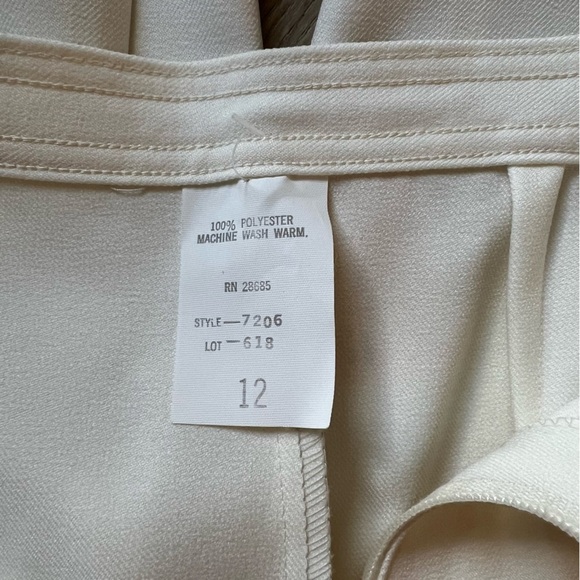 100% POLYESTER
MACHINE WASH WARM.
RN 28685
STYLE—7206
LOT —618
12